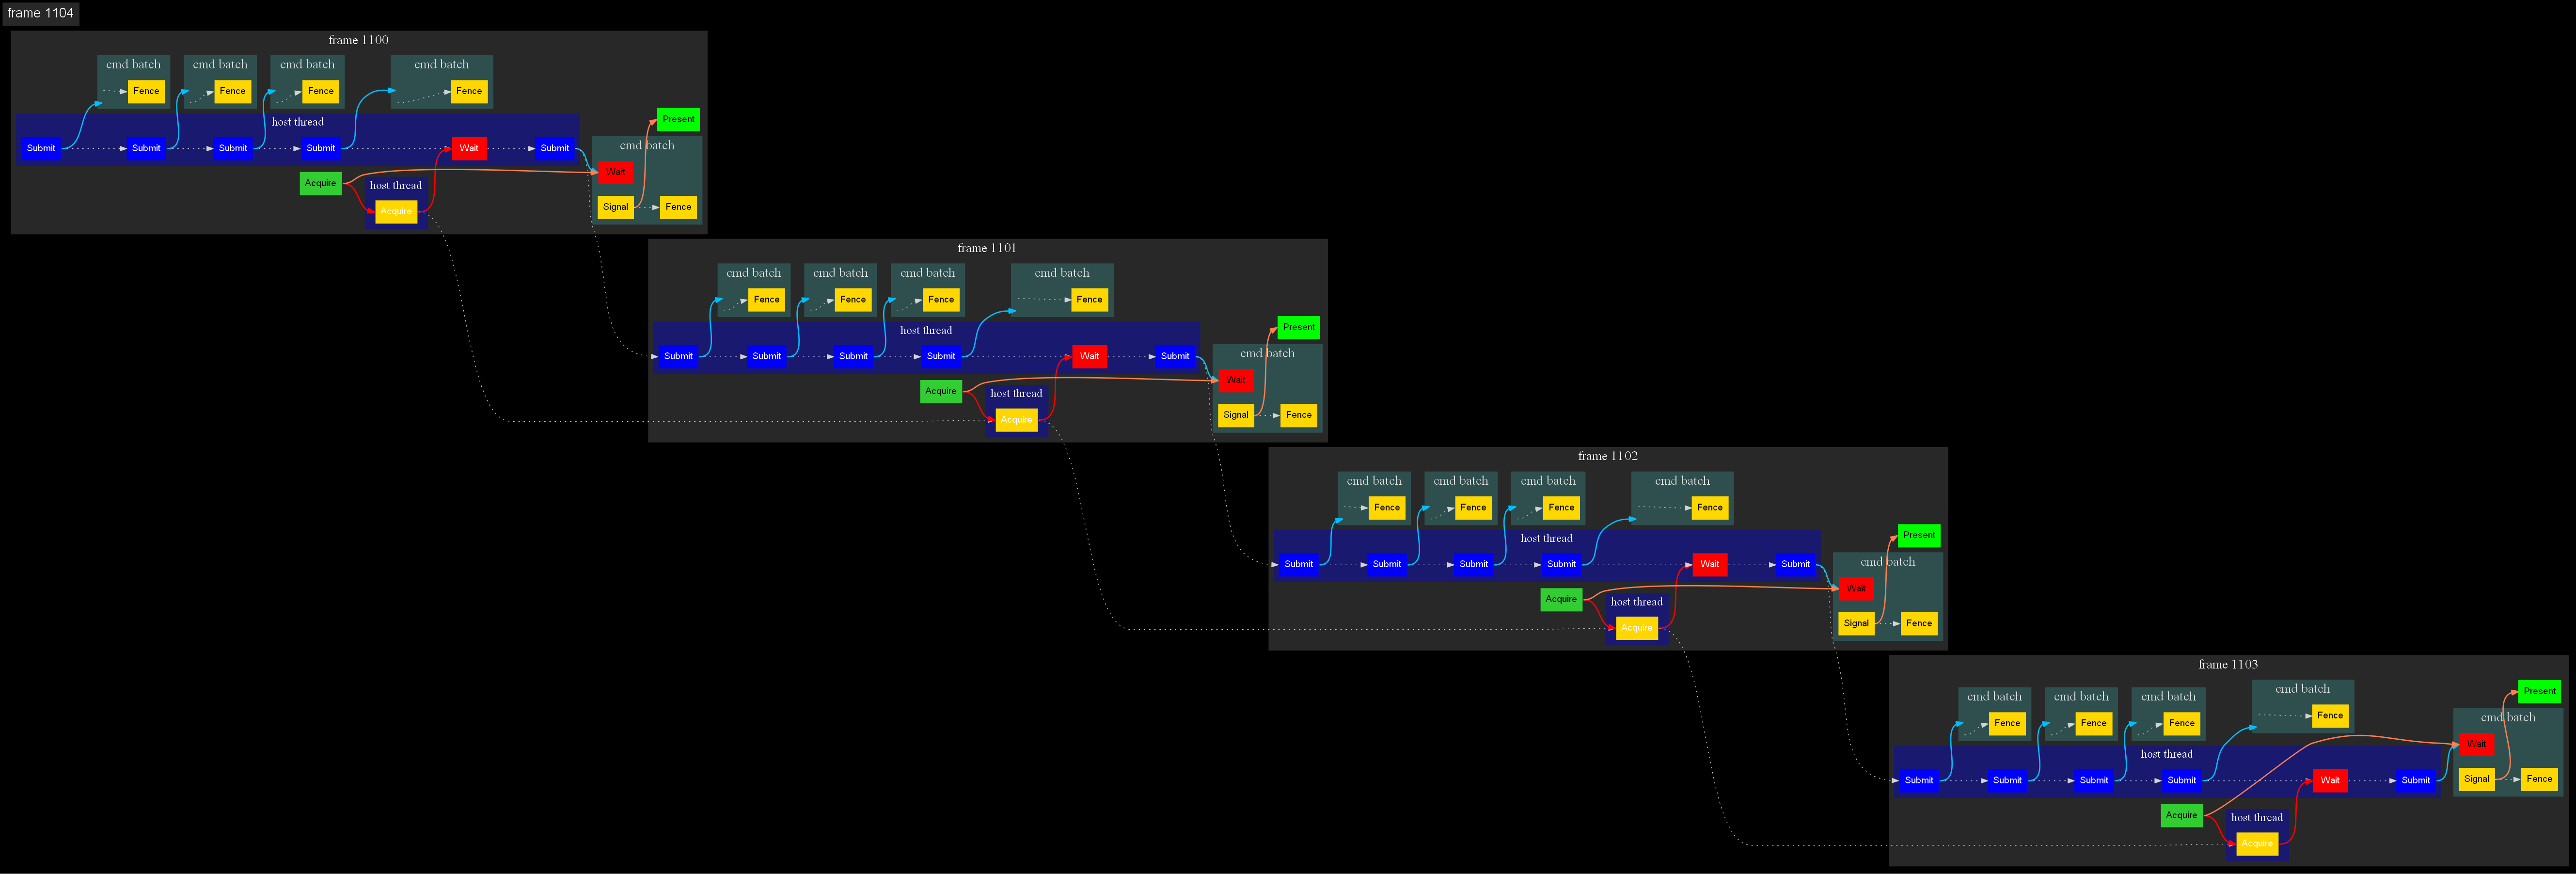 frame 1104
frame 1100
cmd batch cmd batch cmd batch cmd batch
Fence Fence Fence Fence
Present
host thread
Submit Submit Submit Submit Wait Submit
cmd batch
Wait
Acquire
host thread
Acquire
Signal Fence
frame 1101
cmd batch cmd batch cmd batch cmd batch
Fence Fence Fence Fence
Present
host thread
Submit Submit Submit Submit Wait Submit
cmd batch
Wait
Acquire
host thread
Acquire
Signal Fence
frame 1102
cmd batch cmd batch cmd batch cmd batch
Fence Fence Fence Fence
Present
host thread
Submit Submit Submit Submit Wait Submit
cmd batch
Wait
Acquire
host thread
Acquire
Signal Fence
frame 1103
cmd batch cmd batch cmd batch cmd batch
Fence Fence Fence Fence
Present
cmd batch
Wait
host thread
Submit Submit Submit Submit Wait Submit
Signal Fence
Acquire
host thread
Acquire